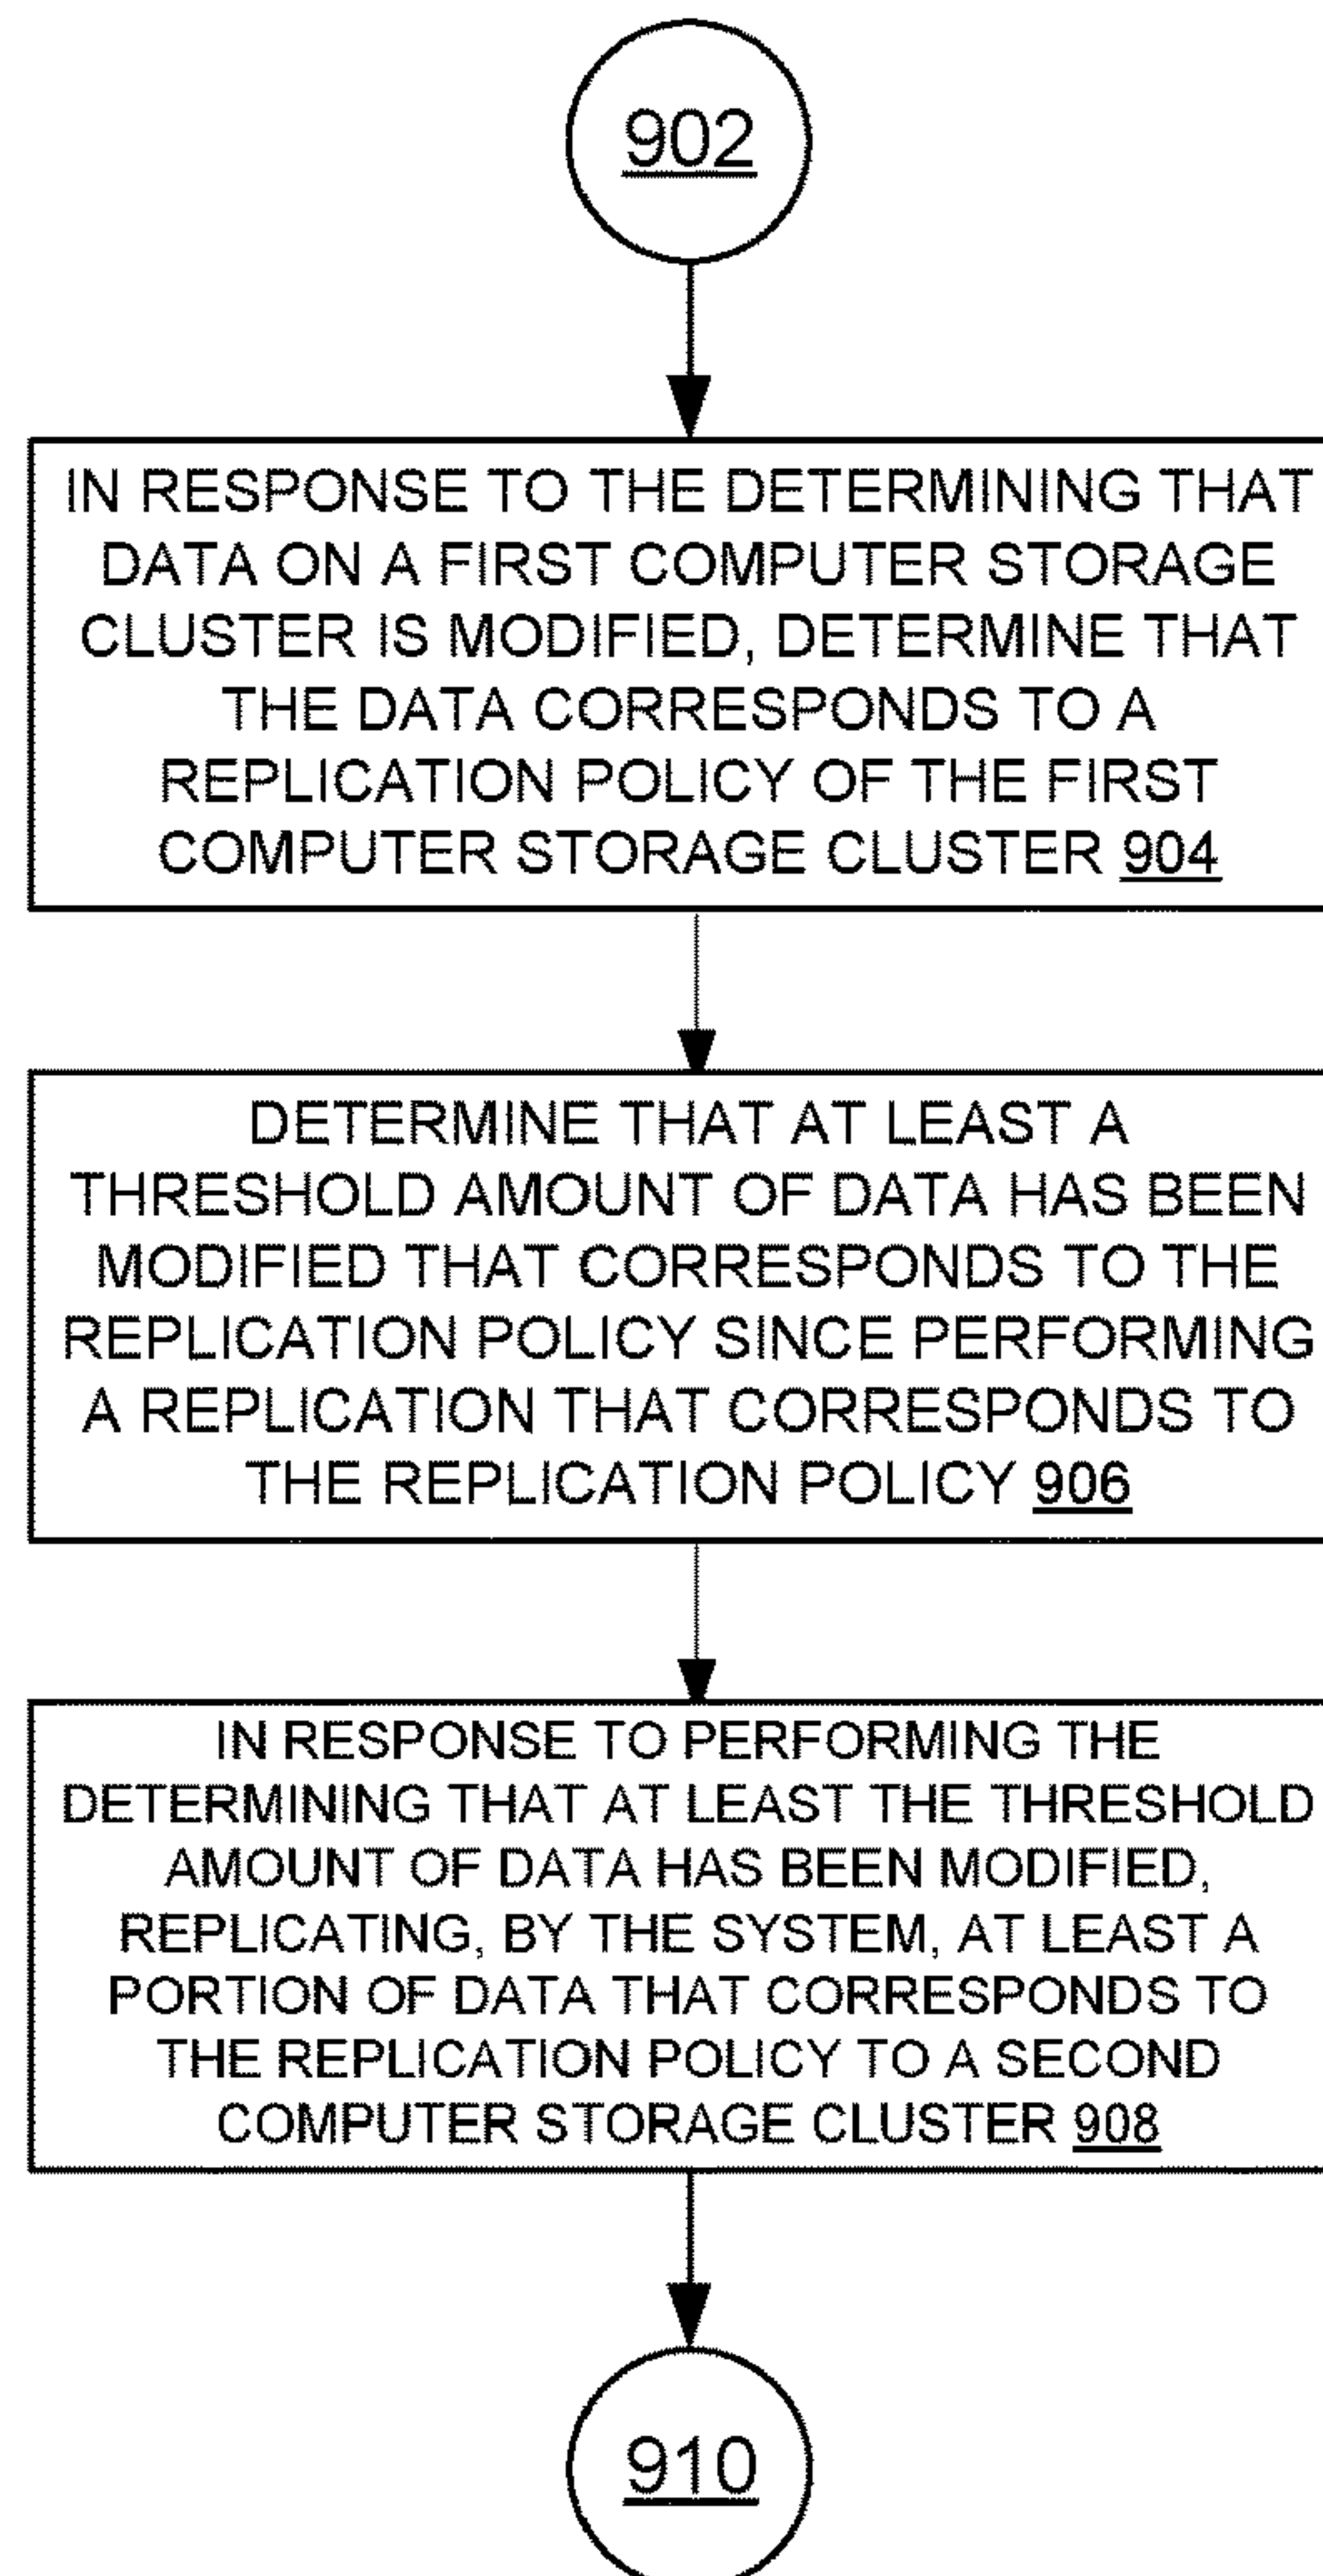 902
IN RESPONSE TO THE DETERMINING THAT
DATA ON A FIRST COMPUTER STORAGE
CLUSTER IS MODIFIED, DETERMINE THAT
THE DATA CORRESPONDS TO A
REPLICATION POLICY OF THE FIRST
COMPUTER STORAGE CLUSTER 904
DETERMINE THAT AT LEAST A
THRESHOLD AMOUNT OF DATA HAS BEEN
MODIFIED THAT CORRESPONDS TO THE
REPLICATION POLICY SINCE PERFORMING
A REPLICATION THAT CORRESPONDS TO
THE REPLICATION POLICY 906
IN RESPONSE TO PERFORMING THE
DETERMINING THAT AT LEAST THE THRESHOLD
AMOUNT OF DATA HAS BEEN MODIFIED,
REPLICATING, BY THE SYSTEM, AT LEAST A
PORTION OF DATA THAT CORRESPONDS TO
THE REPLICATION POLICY TO A SECOND
COMPUTER STORAGE CLUSTER 908
910